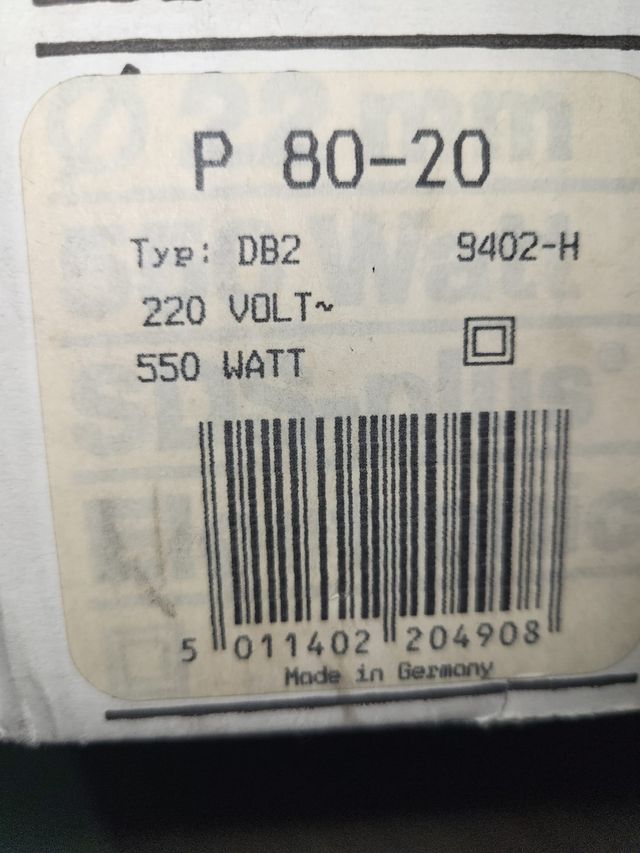 P 80-20
Typ: DB2 9402-H
220 VOLT~
550 WATT
5 011402 204908
Made in Germany